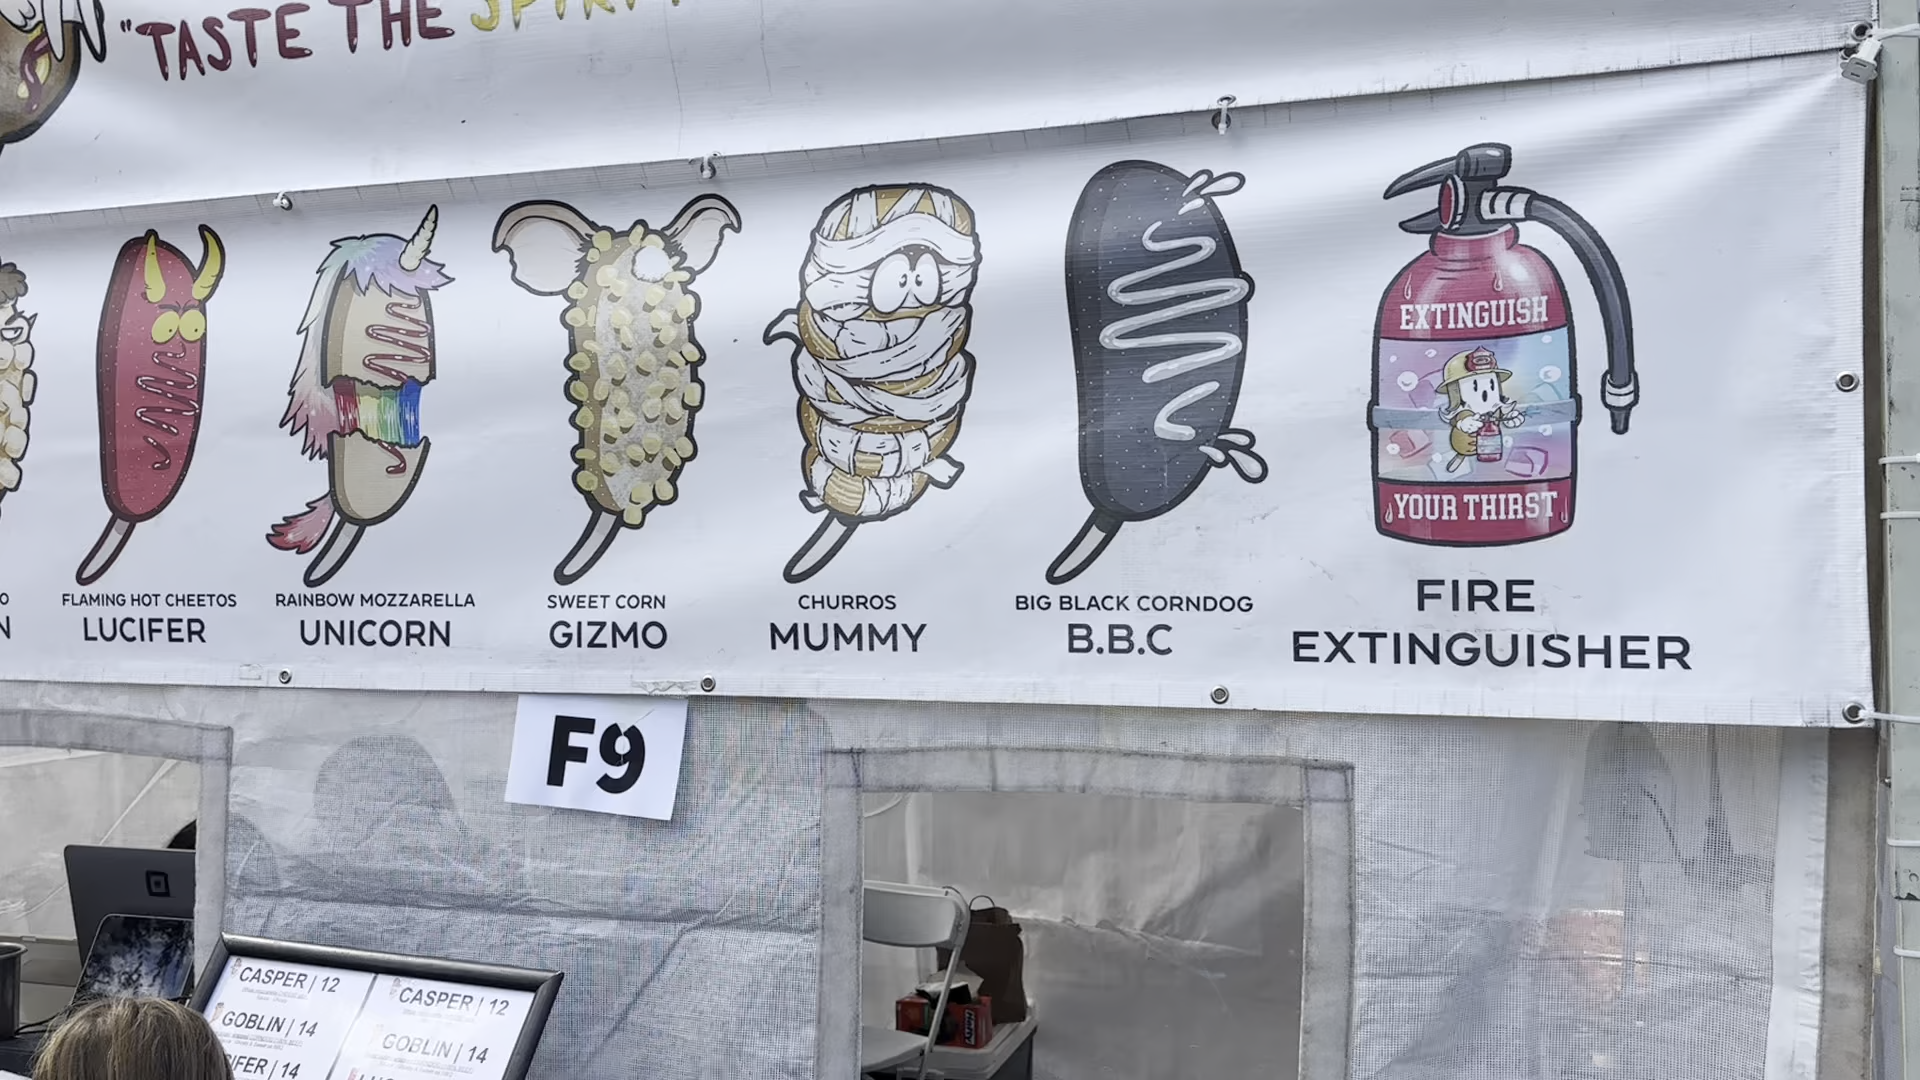 "TASTE THE SPIRIT
EXTINGUISH
YOUR THIRST
FLAMING HOT CHEETOS
LUCIFER
RAINBOW MOZZARELLA
UNICORN
SWEET CORN
GIZMO
CHURROS
MUMMY
BIG BLACK CORNDOG
B.B.C
FIRE
EXTINGUISHER
F9
CASPER | 12
GOBLIN | 14
IFER | 14
CASPER | 12
GOBLIN | 14